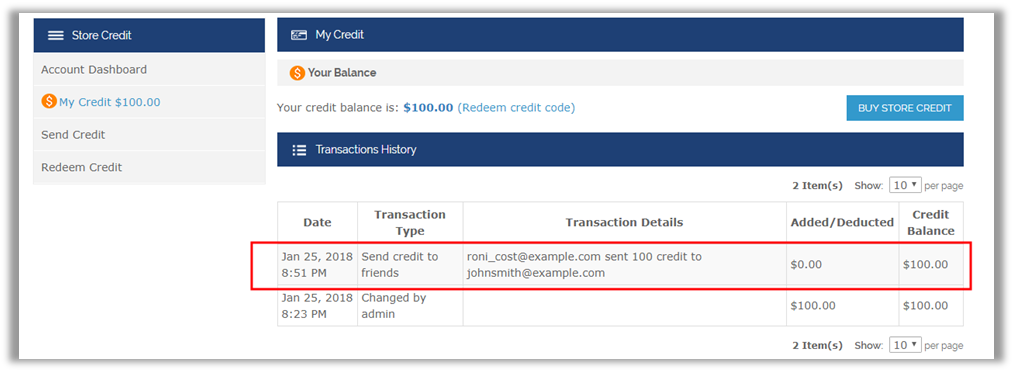 Store Credit
Account Dashboard
My Credit $100.00
Send Credit
Redeem Credit
My Credit
Your Balance
Your credit balance is: $100.00 (Redeem credit code)
BUY STORE CREDIT
Transactions History
2 Item(s) Show: 10 per page
Date Transaction Type Transaction Details Added/Deducted Credit Balance
Jan 25, 2018 Send credit to roni_cost@example.com sent 100 credit to $0.00 $100.00
8:51 PM friends johnsmith@example.com
Jan 25, 2018 Changed by $100.00 $100.00
8:23 PM admin
2 Item(s) Show: 10 per page